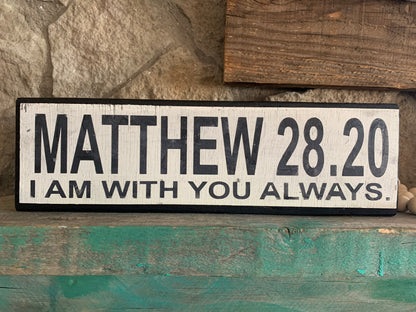 MATTHEW 28.20
I AM WITH YOU ALWAYS.